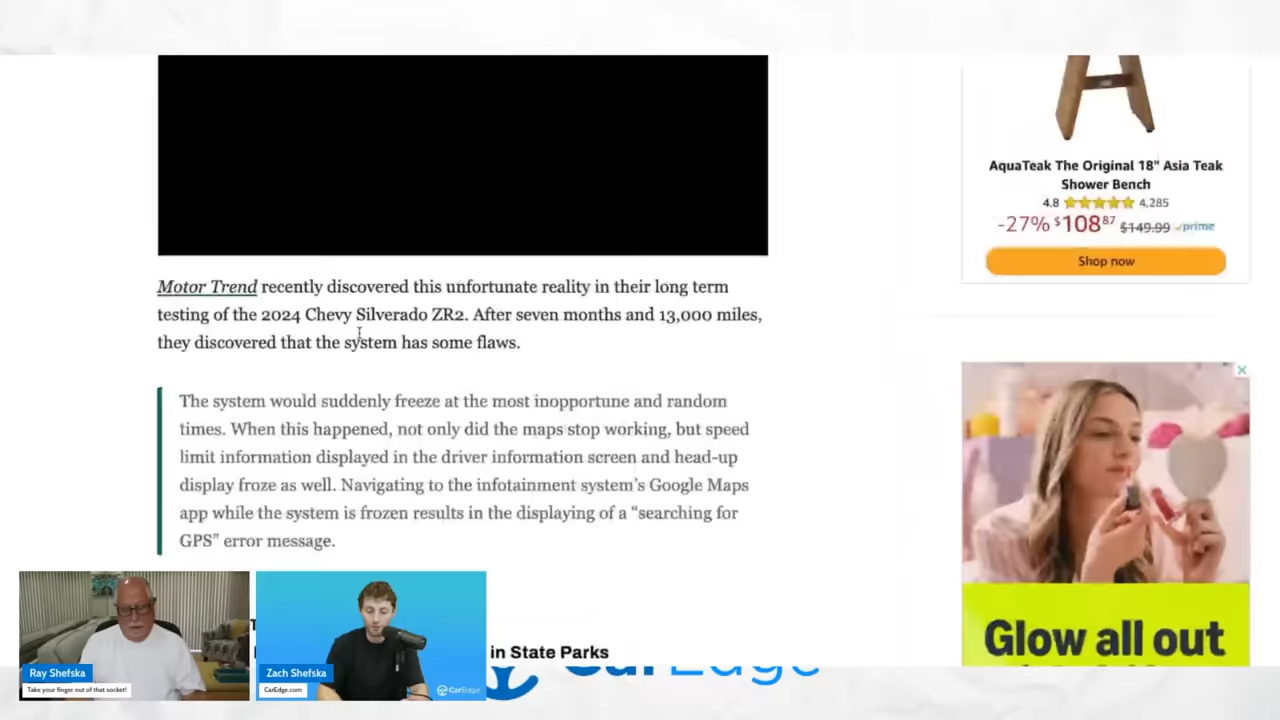 AquaTeak The Original 18" Asia Teak
Shower Bench
4.8 4,285
-27% $108 87 $149.99 prime
Shop now
Motor Trend recently discovered this unfortunate reality in their long term
testing of the 2024 Chevy Silverado ZR2. After seven months and 13,000 miles,
they discovered that the system has some flaws.
The system would suddenly freeze at the most inopportune and random
times. When this happened, not only did the maps stop working, but speed
limit information displayed in the driver information screen and head-up
display froze as well. Navigating to the infotainment system's Google Maps
app while the system is frozen results in the displaying of a “searching for
GPS” error message.
Glow all out
in State Parks
CarEdge
Ray Shefska
Take your finger out of that socket!
Zach Shefska
CarEdge.com
CarEdge